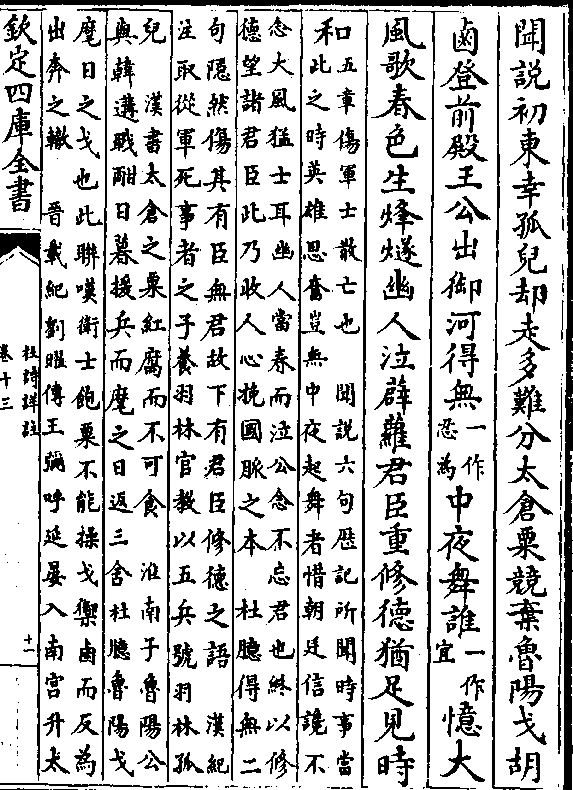 聞說初東幸孤兒却走多難分太倉粟競棄魯陽戈胡
鹵登前殿王公出御河得無一作忍為中夜舞誰一作宜憶大
風歌春色生烽燧幽人泣薜蘿君臣重修德猶足見時
和此之時英雄思奮豈無中夜起舞者惜朝廷信讒不
口五章傷軍士散亡也　聞說六句歴記所聞時事當
念大風猛士耳幽人當春而泣公念不忘君也終以修
德望諸君臣此乃收人心挽國脈之本　杜臆得無二
句隱然傷其有臣無君故下有君臣修德之語　漢紀
注取從軍死事者之子養羽林官教以五兵號羽林孤
兒　漢書太倉之粟紅腐而不可食　淮南子魯陽公
與韓遘戰酣日暮援兵而麾之日返三舍杜臆魯陽戈
麾日之戈也此聯嘆衛士飽粟不能操戈禦鹵而反為
出奔之轍　晉載紀劉曜傳王彌呼延晏入南宫升太
欽定四庫全書
杜詩詳註
卷十三
十一